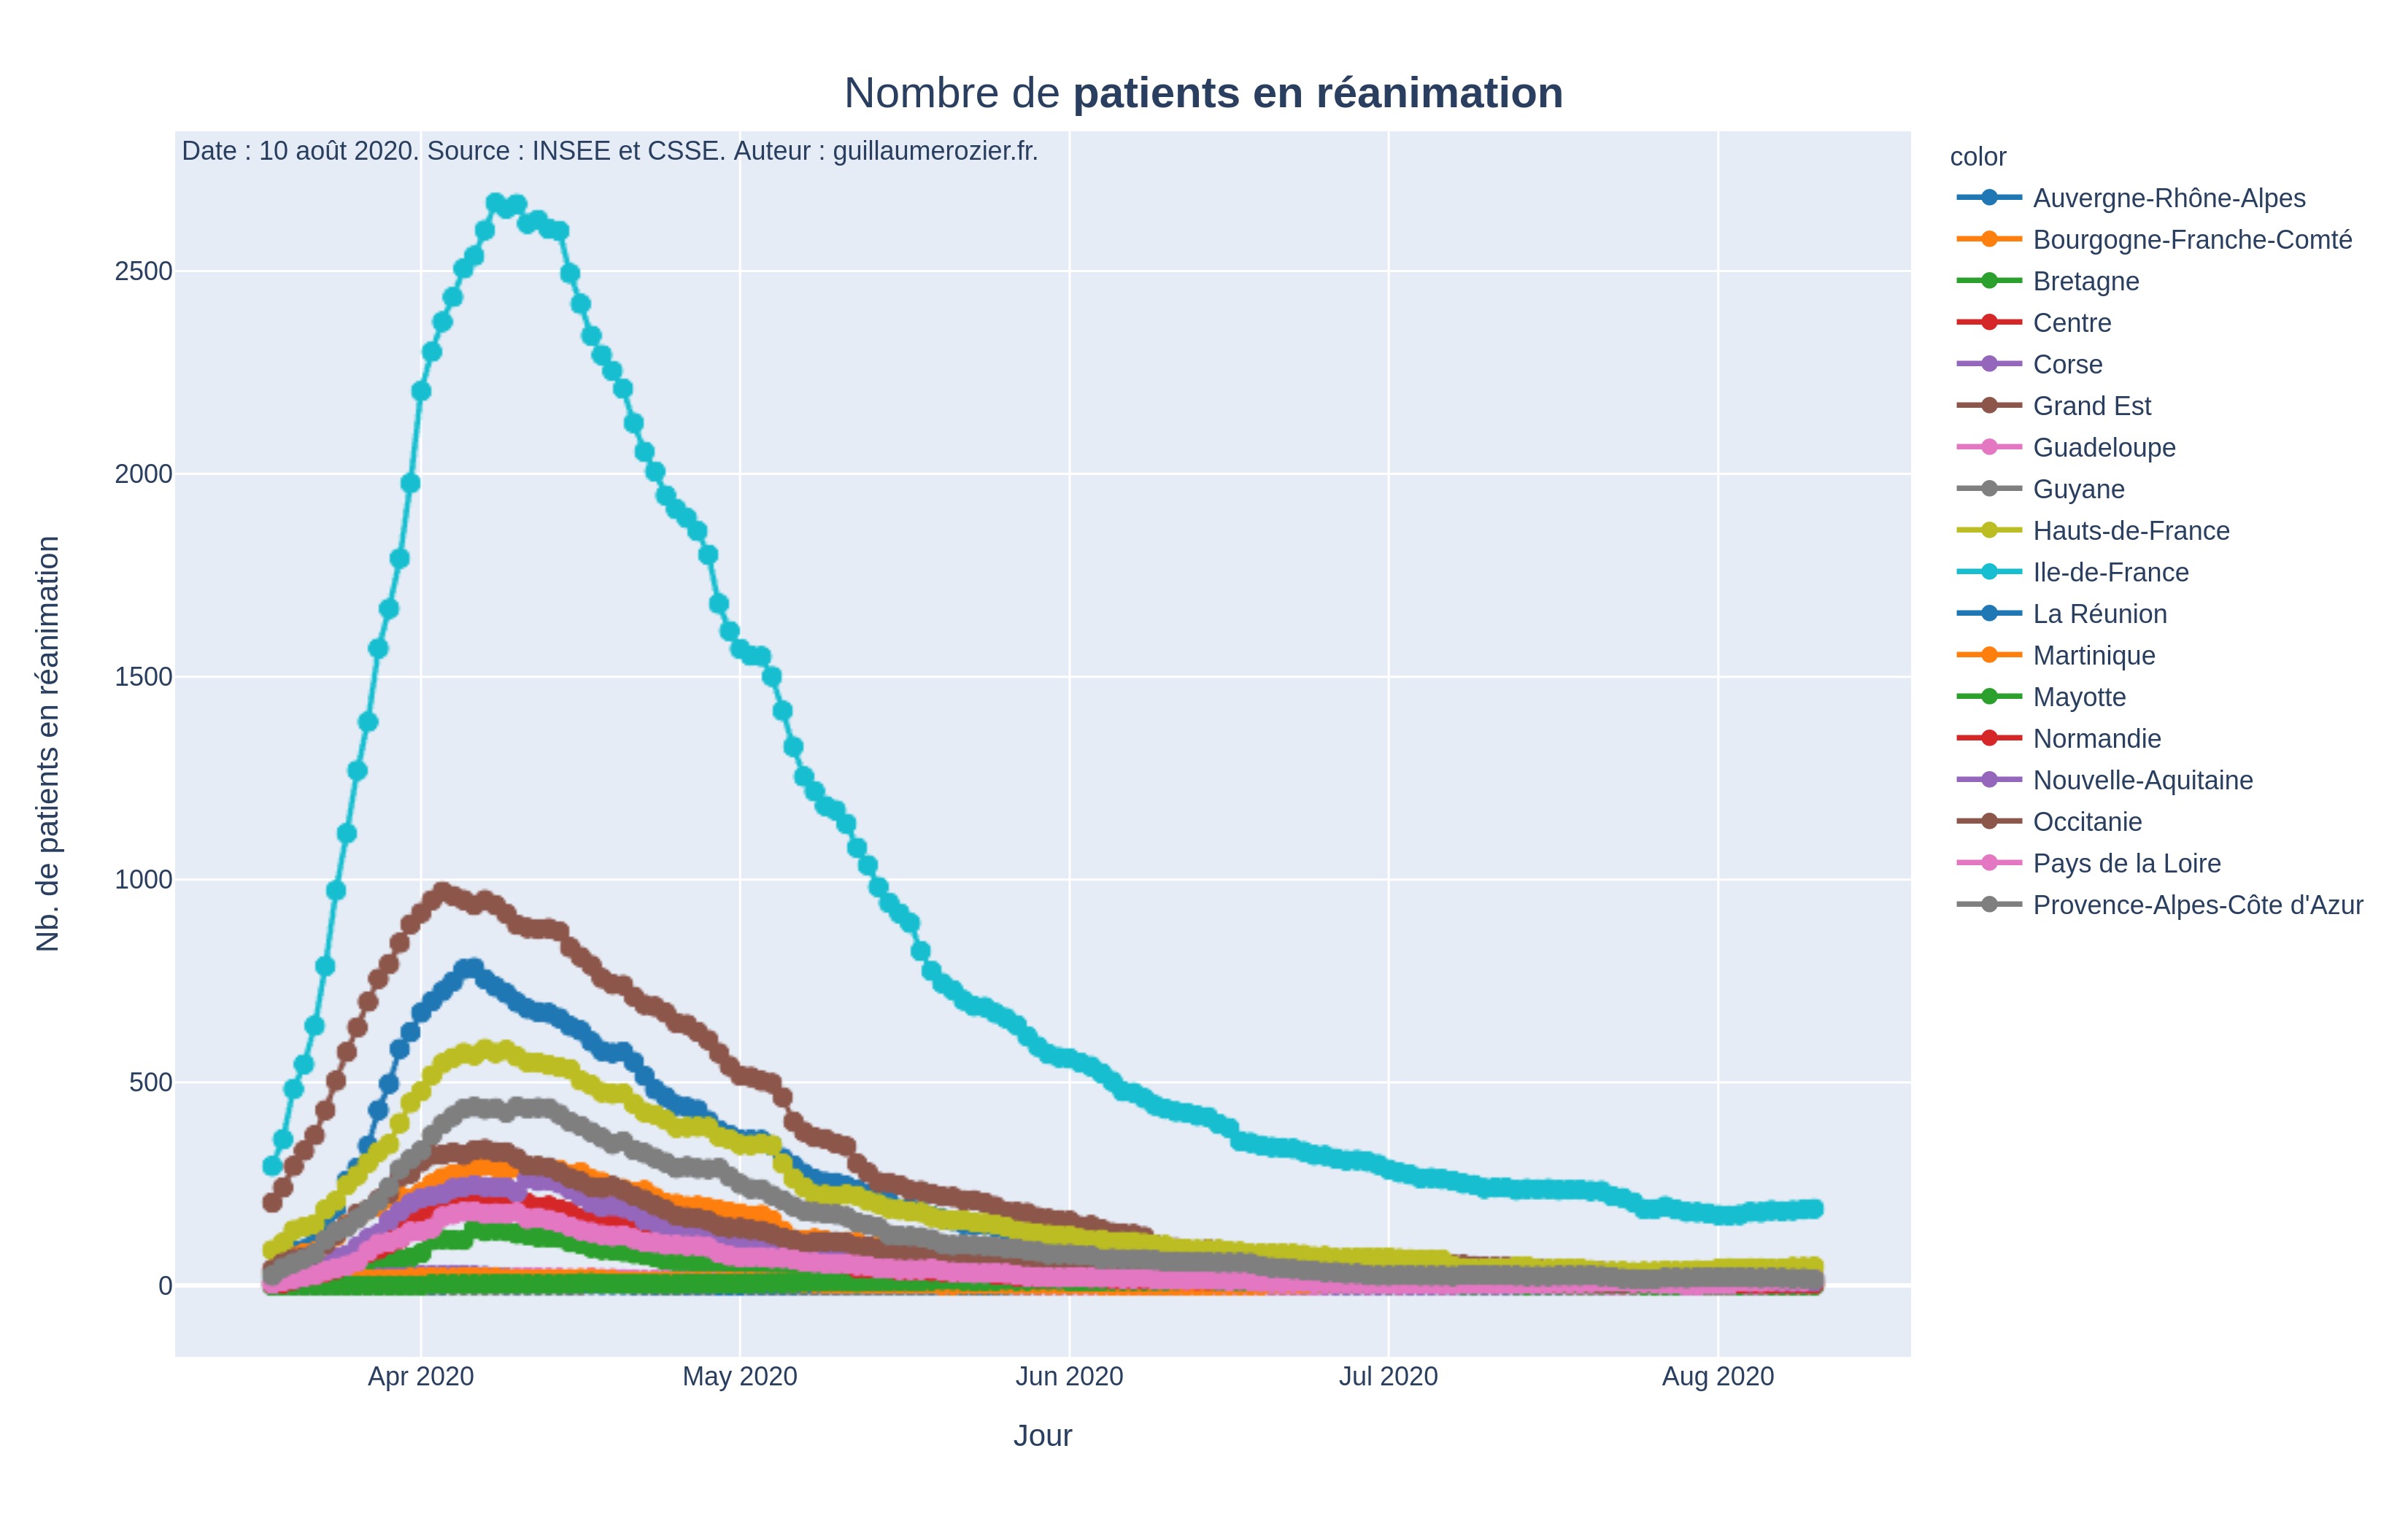 Nombre de patients en réanimation
Date : 10 août 2020. Source : INSEE et CSSE. Auteur : guillaumerozier.fr.
Nb. de patients en réanimation
2500
2000
1500
1000
500
0
Apr 2020
May 2020
Jun 2020
Jul 2020
Aug 2020
Jour
color
Auvergne-Rhône-Alpes
Bourgogne-Franche-Comté
Bretagne
Centre
Corse
Grand Est
Guadeloupe
Guyane
Hauts-de-France
Ile-de-France
La Réunion
Martinique
Mayotte
Normandie
Nouvelle-Aquitaine
Occitanie
Pays de la Loire
Provence-Alpes-Côte d'Azur